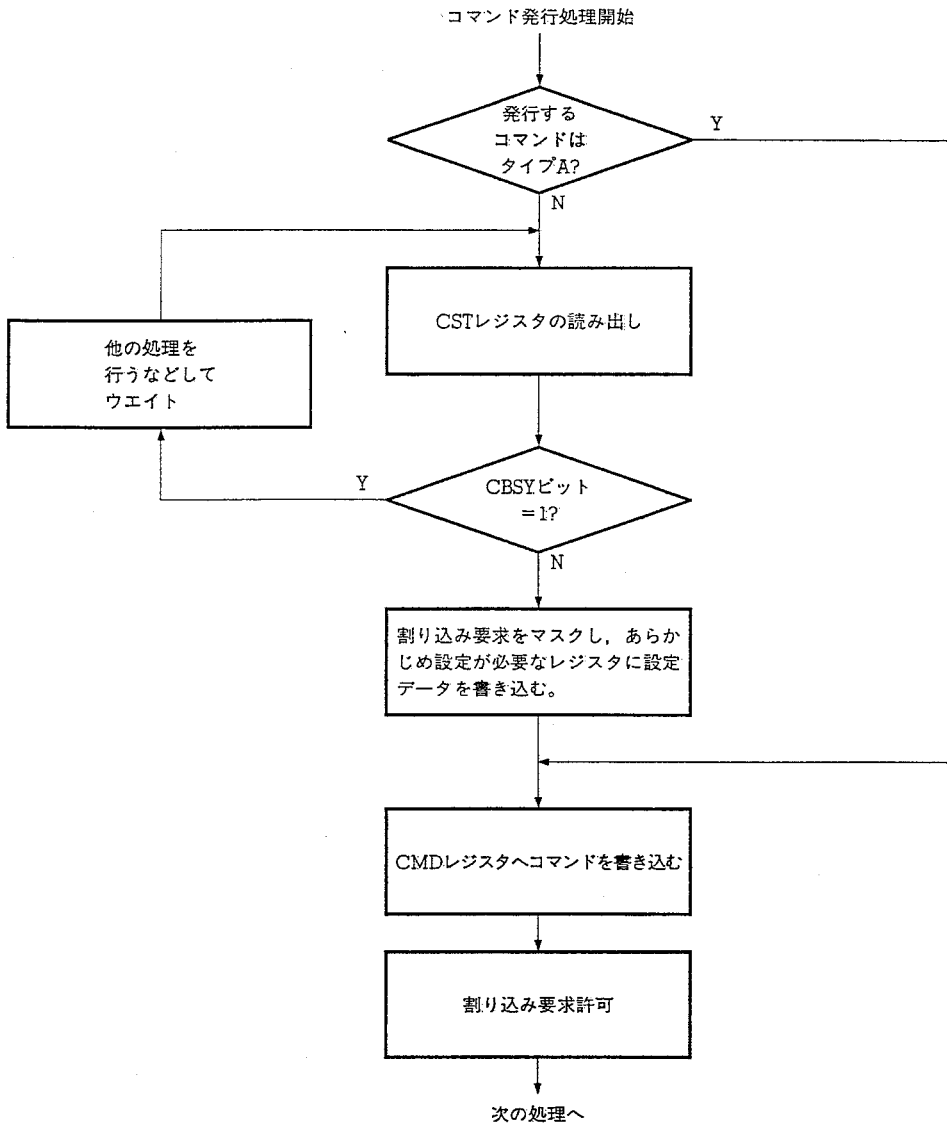 コマンド発行処理開始
発行する
コマンドは
タイプA?
Y
N
CSTレジスタの読み出し
他の処理を
行うなどして
ウエイト
Y
CBSYビット
=1?
N
割り込み要求をマスクし,あらか
じめ設定が必要なレジスタに設定
データを書き込む。
CMDレジスタへコマンドを書き込む
割り込み要求許可
次の処理へ